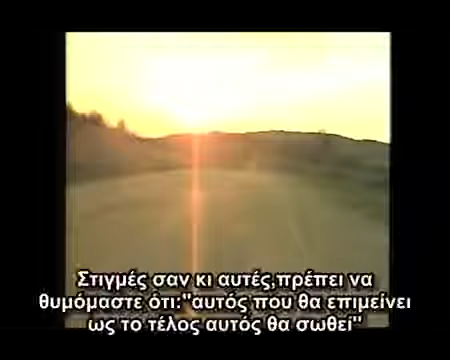 Στιγμές σαν κι αυτές,πρέπει να
θυμόμαστε ότι:"αυτός που θα επιμείνει
ως το τέλος αυτός θα σωθεί"